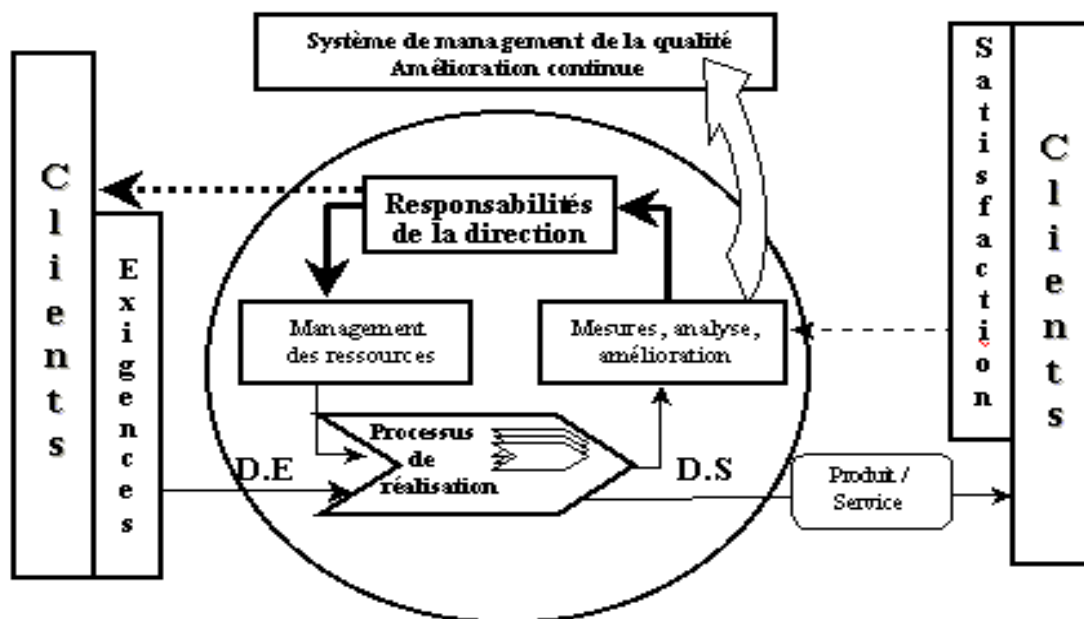 Système de management de la qualité
Amélioration continue
Clients
Exigences
Responsabilités
de la direction
Management
des ressources
Mesures, analyse,
amélioration
Processus
de
réalisation
D.E
D.S
Produit /
Service
Satisfaction
Clients